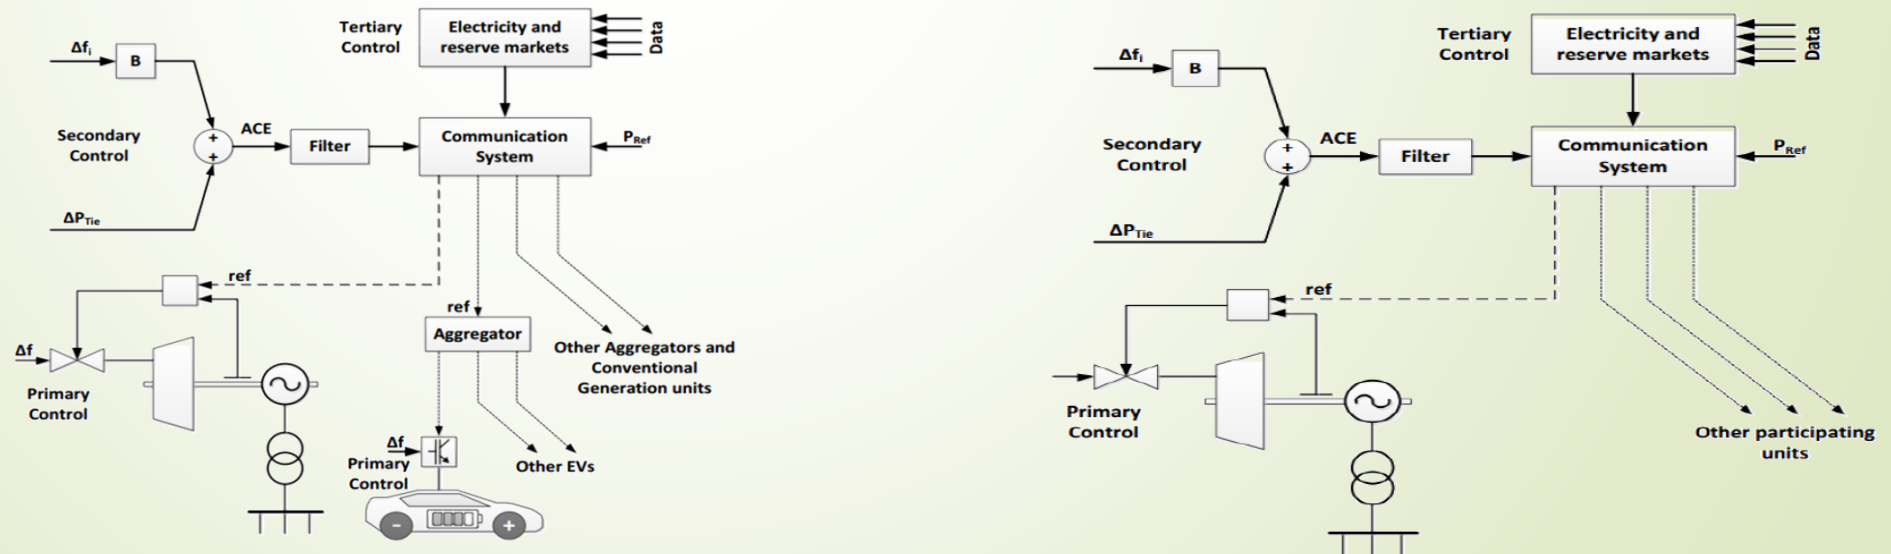 Tertiary
Control
Electricity and
reserve markets
Data
Δfi
B
Secondary
Control
+
+
ACE
Filter
Communication
System
PRef
ΔPTie
ref
ref
Aggregator
Δf
Primary
Control
Other Aggregators and
Conventional
Generation units
Δf
Primary
Control
Other EVs
-
+
Tertiary
Control
Electricity and
reserve markets
Data
Δfi
B
Secondary
Control
+
+
ACE
Filter
Communication
System
PRef
ΔPTie
ref
Primary
Control
Other participating
units